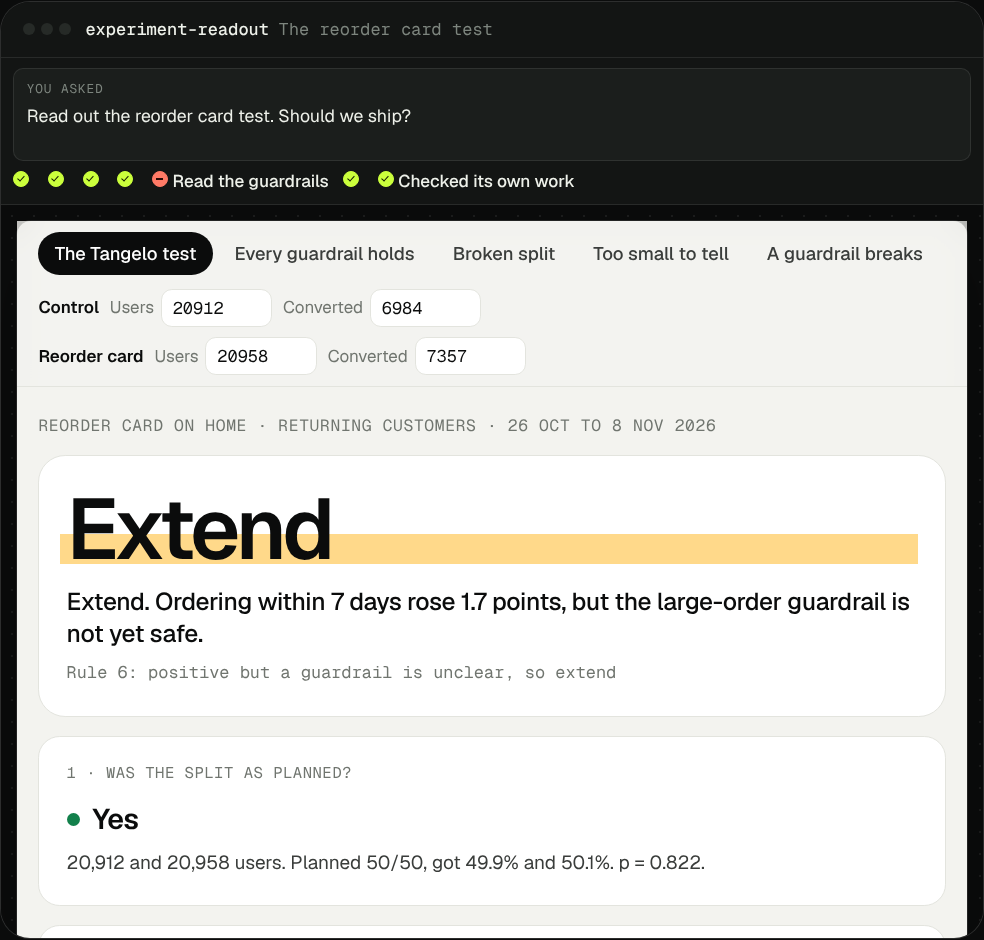 experiment-readout The reorder card test
YOU ASKED
Read out the reorder card test. Should we ship?
Read the guardrails
Checked its own work
The Tangelo test
Every guardrail holds
Broken split
Too small to tell
A guardrail breaks
Control Users 20912 Converted 6984
Reorder card Users 20958 Converted 7357
REORDER CARD ON HOME · RETURNING CUSTOMERS · 26 OCT TO 8 NOV 2026
Extend
Extend. Ordering within 7 days rose 1.7 points, but the large-order guardrail is
not yet safe.
Rule 6: positive but a guardrail is unclear, so extend
1 · WAS THE SPLIT AS PLANNED?
Yes
20,912 and 20,958 users. Planned 50/50, got 49.9% and 50.1%. p = 0.822.